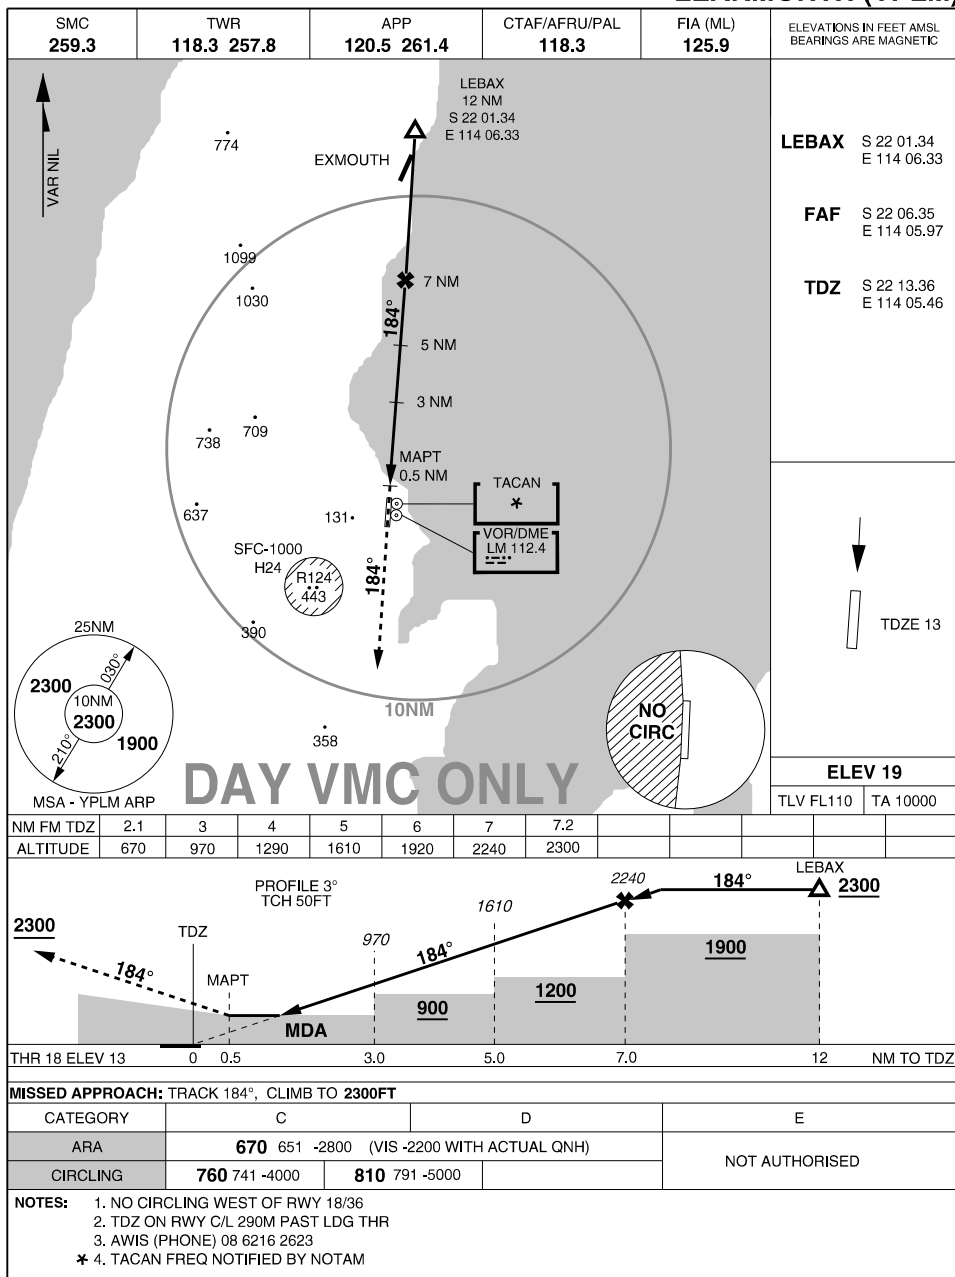 SMC
259.3
TWR
118.3 257.8
APP
120.5 261.4
CTAF/AFRU/PAL
118.3
FIA (ML)
125.9
ELEVATIONS IN FEET AMSL
BEARINGS ARE MAGNETIC
VAR NIL
774
LEBAX
12 NM
S 22 01.34
E 114 06.33
EXMOUTH
1099
1030
7 NM
184°
5 NM
3 NM
738
709
MAPT
0.5 NM
637
131
TACAN
*
VOR/DME
LM 112.4
SFC-1000
H24
R124
443
184°
390
10NM
358
25NM
2300
030°
10NM
2300
210°
1900
MSA - YPLM ARP
NO
CIRC
DAY VMC ONLY
LEBAX S 22 01.34
E 114 06.33
FAF S 22 06.35
E 114 05.97
TDZ S 22 13.36
E 114 05.46
TDZE 13
ELEV 19
TLV FL110 TA 10000
NM FM TDZ 2.1 3 4 5 6 7 7.2
ALTITUDE 670 970 1290 1610 1920 2240 2300
PROFILE 3°
TCH 50FT
2300
184°
TDZ
MAPT
MDA
970
184°
1610
2240
184°
LEBAX
2300
900
1200
1900
THR 18 ELEV 13 0 0.5 3.0 5.0 7.0 12 NM TO TDZ
MISSED APPROACH: TRACK 184°, CLIMB TO 2300FT
CATEGORY C D E
ARA 670 651 -2800 (VIS -2200 WITH ACTUAL QNH)
NOT AUTHORISED
CIRCLING 760 741 -4000 810 791 -5000
NOTES: 1. NO CIRCLING WEST OF RWY 18/36
2. TDZ ON RWY C/L 290M PAST LDG THR
3. AWIS (PHONE) 08 6216 2623
* 4. TACAN FREQ NOTIFIED BY NOTAM